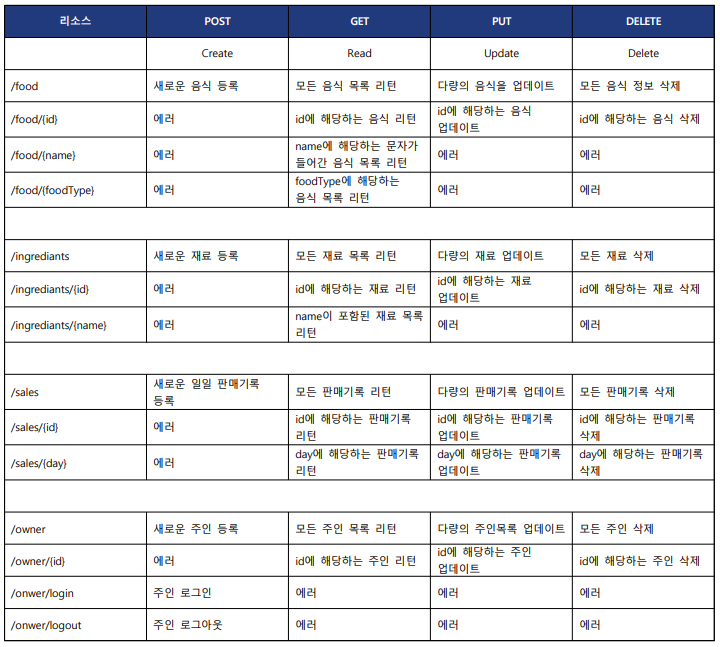 리소스 POST GET PUT DELETE
Create Read Update Delete
/food 새로운 음식 등록 모든 음식 목록 리턴 다량의 음식을 업데이트 모든 음식 정보 삭제
/food/{id} 에러 id에 해당하는 음식 리턴 id에 해당하는 음식 업데이트 id에 해당하는 음식 삭제
/food/{name} 에러 name에 해당하는 문자가 들어간 음식 목록 리턴 에러 에러
/food/{foodType} 에러 foodType에 해당하는 음식 목록 리턴 에러 에러
/ingrediants 새로운 재료 등록 모든 재료 목록 리턴 다량의 재료 업데이트 모든 재료 삭제
/ingrediants/{id} 에러 id에 해당하는 재료 리턴 id에 해당하는 재료 업데이트 id에 해당하는 재료 삭제
/ingrediants/{name} 에러 name이 포함된 재료 목록 리턴 에러 에러
/sales 새로운 일일 판매기록 등록 모든 판매기록 리턴 다량의 판매기록 업데이트 모든 판매기록 삭제
/sales/{id} 에러 id에 해당하는 판매기록 리턴 id에 해당하는 판매기록 업데이트 id에 해당하는 판매기록 삭제
/sales/{day} 에러 day에 해당하는 판매기록 리턴 day에 해당하는 판매기록 업데이트 day에 해당하는 판매기록 삭제
/owner 새로운 주인 등록 모든 주인 목록 리턴 다량의 주인목록 업데이트 모든 주인 삭제
/owner/{id} 에러 id에 해당하는 주인 리턴 id에 해당하는 주인 업데이트 id에 해당하는 주인 삭제
/onwer/login 주인 로그인 에러 에러 에러
/onwer/logout 주인 로그아웃 에러 에러 에러